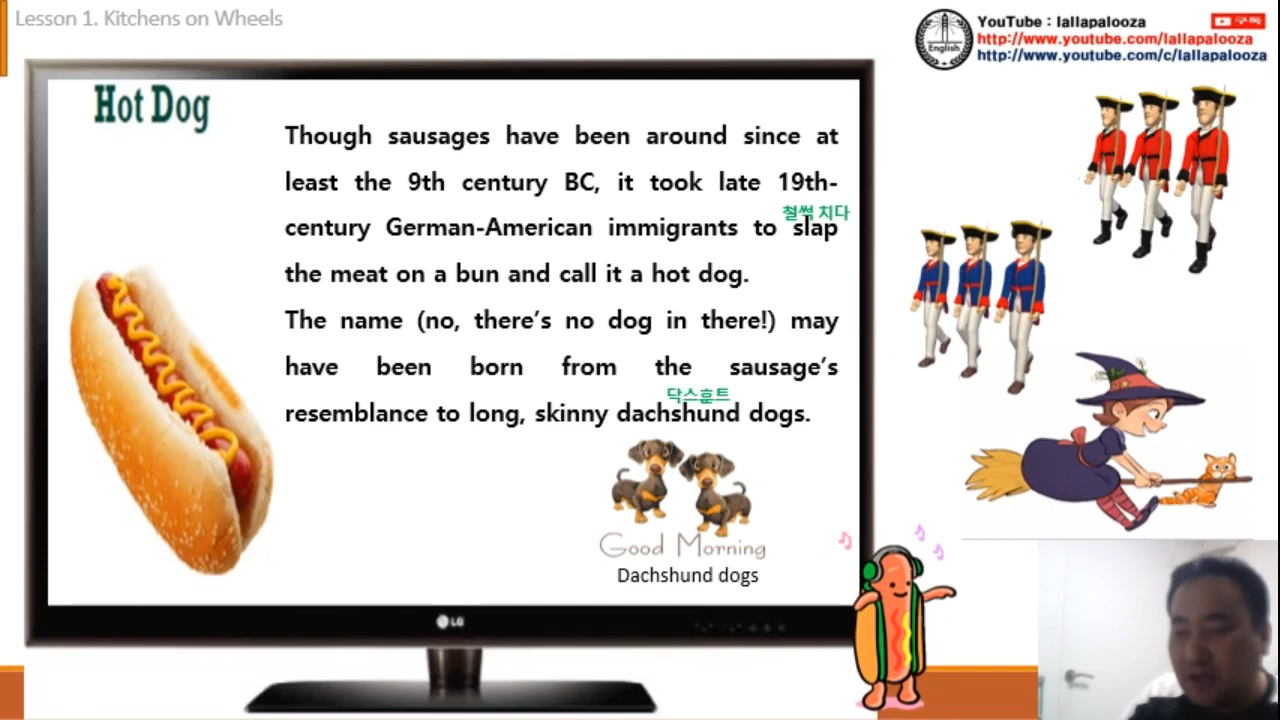 Lesson 1. Kitchens on Wheels
YouTube : lallapalooza
구독
http://www.youtube.com/lallapalooza
English
http://www.youtube.com/c/lallapalooza
Hot Dog
Though sausages have been around since at
least the 9th century BC, it took late 19th-
철썩 치다
century German-American immigrants to slap
the meat on a bun and call it a hot dog.
The name (no, there’s no dog in there!) may
have been born from the sausage’s
닥스훈트
resemblance to long, skinny dachshund dogs.
Good Morning
Dachshund dogs
LG